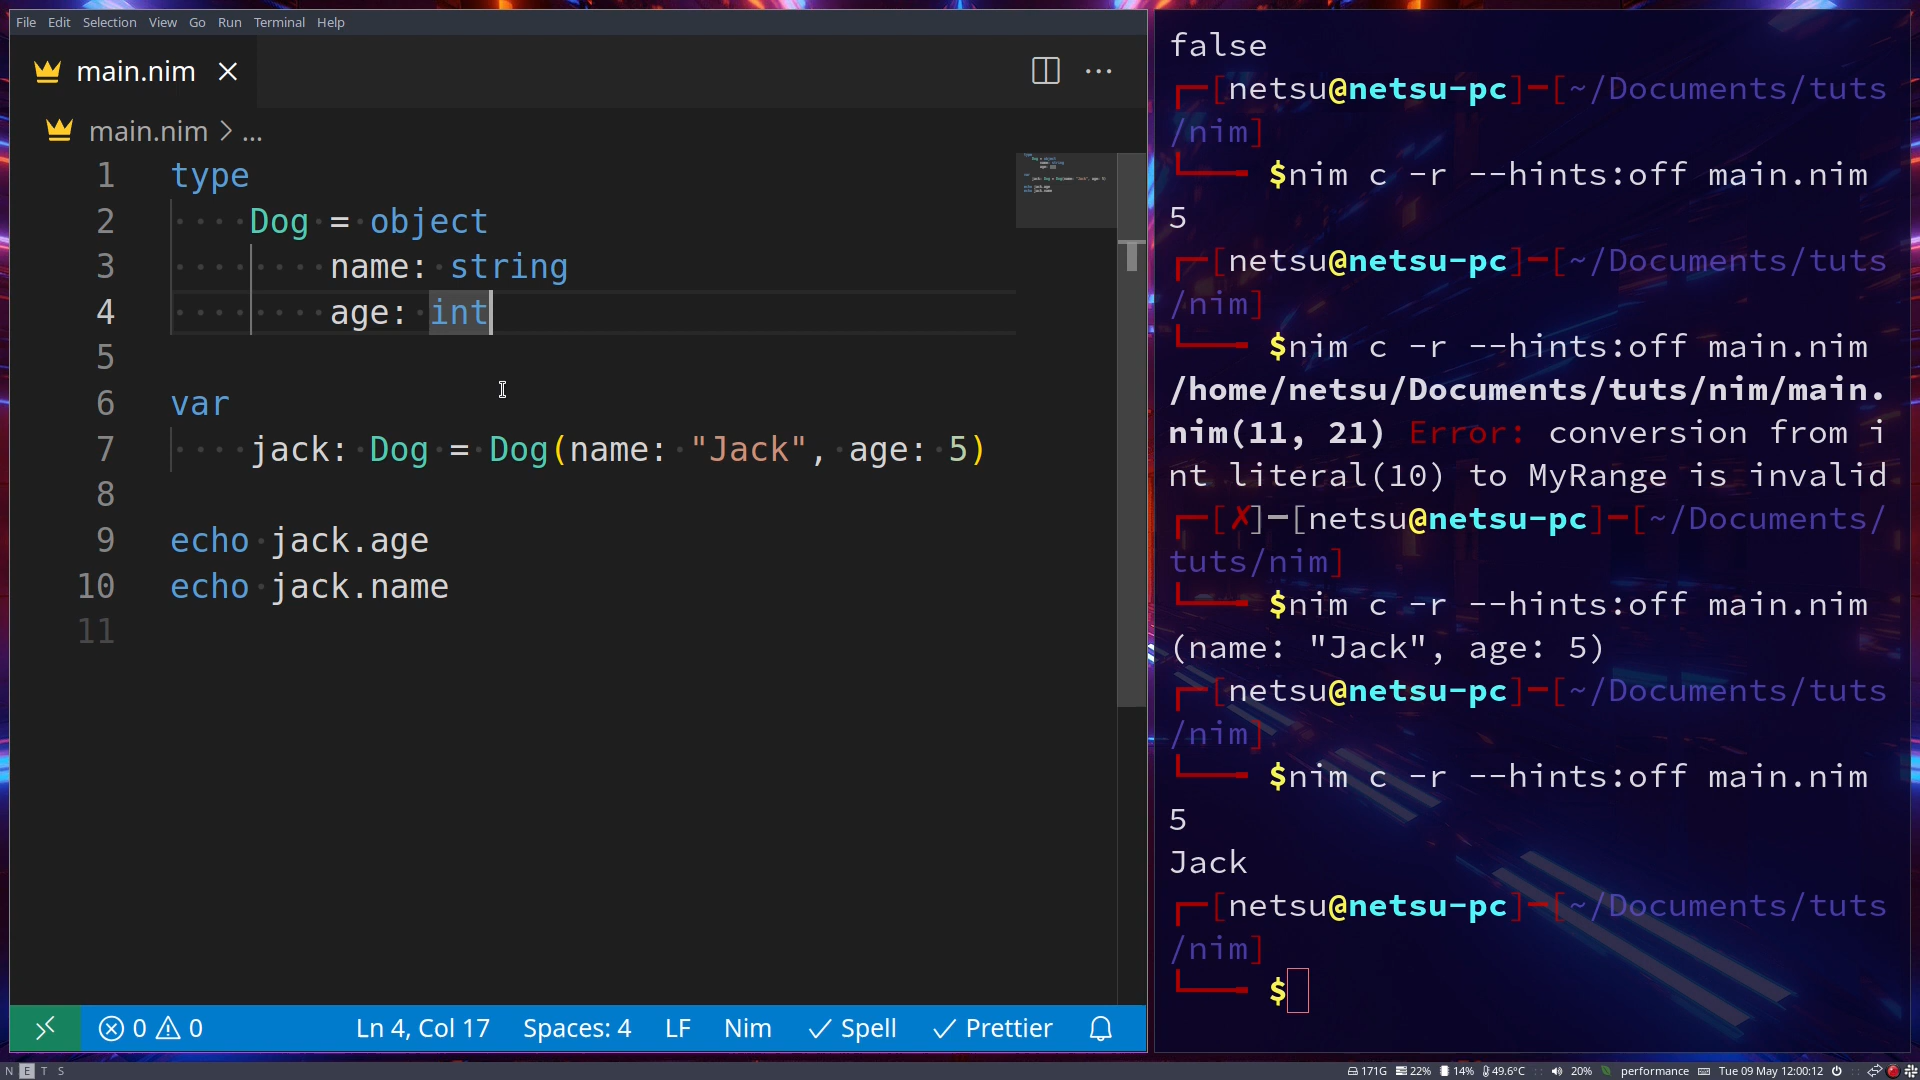 File Edit Selection View Go Run Terminal Help
main.nim
main.nim > ...
1 type
2 Dog = object
3 name: string
4 age: int
5
6 var
7 jack: Dog = Dog(name: "Jack", age: 5)
8
9 echo jack.age
10 echo jack.name
11
0 0 Ln 4, Col 17 Spaces: 4 LF Nim Spell Prettier
false
[netsu@netsu-pc]-[~/Documents/tuts
/nim]
$nim c -r --hints:off main.nim
5
[netsu@netsu-pc]-[~/Documents/tuts
/nim]
$nim c -r --hints:off main.nim
/home/netsu/Documents/tuts/nim/main.
nim(11, 21) Error: conversion from i
nt literal(10) to MyRange is invalid
[✗]-[netsu@netsu-pc]-[~/Documents/
tuts/nim]
$nim c -r --hints:off main.nim
(name: "Jack", age: 5)
[netsu@netsu-pc]-[~/Documents/tuts
/nim]
$nim c -r --hints:off main.nim
5
Jack
[netsu@netsu-pc]-[~/Documents/tuts
/nim]
$
N E T S 171G 22% 14% 49.6°C 20% performance Tue 09 May 12:00:12